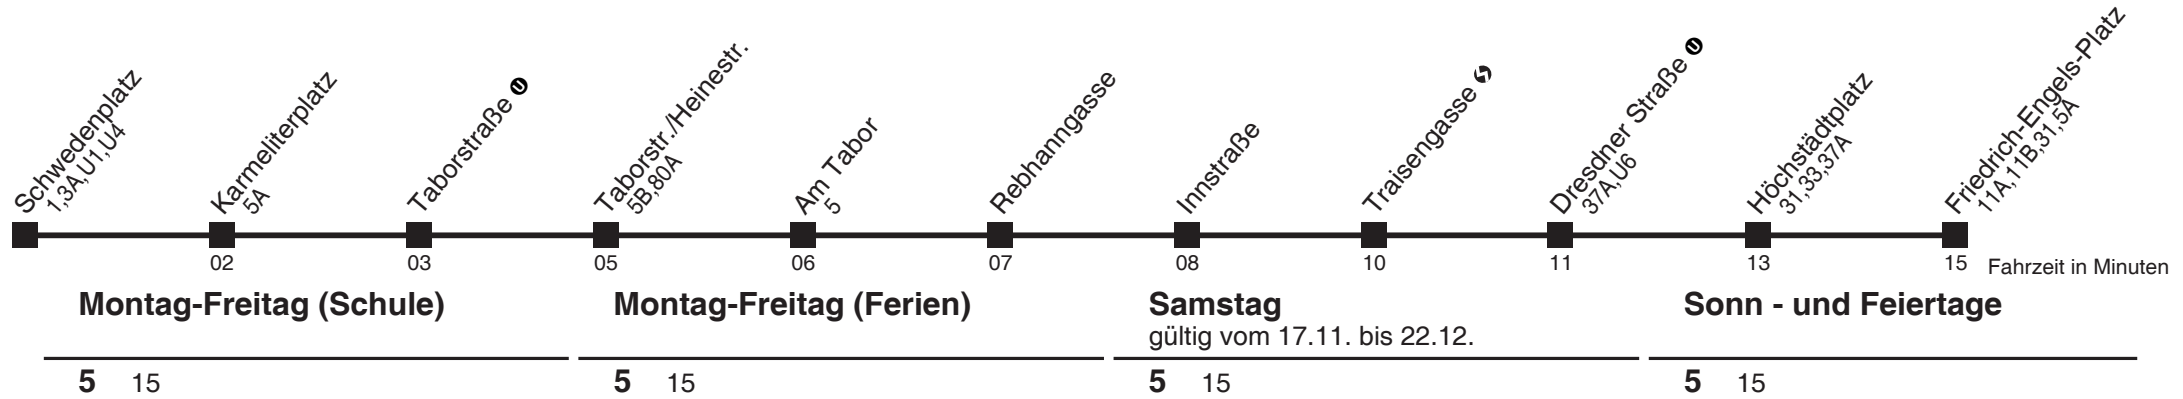 Schwedenplatz
1,3A,U1,U4
Karmeliterplatz
5A
Taborstraße U
Taborstr./Heinestr.
5B,80A
Am Tabor
5
Rebhanngasse
Innstraße
Traisengasse
Dresdner Straße U
37A,U6
Höchstädtplatz
31,33,37A
Friedrich-Engels-Platz
11A,11B,31,5A
02 03 05 06 07 08 10 11 13 15 Fahrzeit in Minuten
Montag-Freitag (Schule) Montag-Freitag (Ferien) Samstag Sonn - und Feiertage
gültig vom 17.11. bis 22.12.
5 15 5 15 5 15 5 15